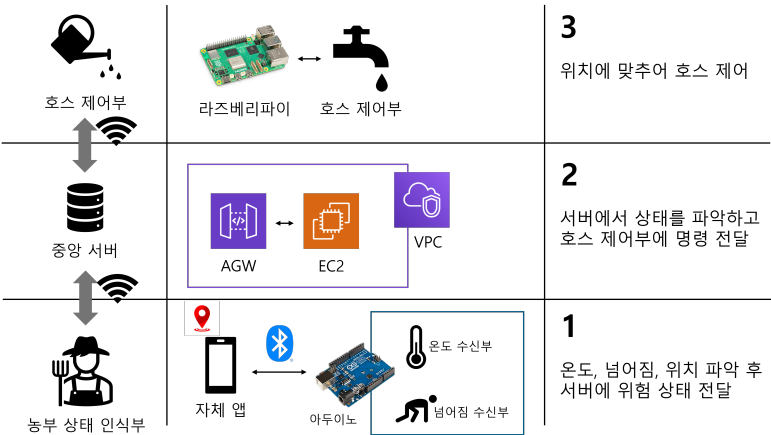 호스 제어부
라즈베리파이
호스 제어부
3
위치에 맞추어 호스 제어
중앙 서버
AGW
EC2
VPC
2
서버에서 상태를 파악하고
호스 제어부에 명령 전달
농부 상태 인식부
자체 앱
아두이노
온도 수신부
넘어짐 수신부
1
온도, 넘어짐, 위치 파악 후
서버에 위험 상태 전달